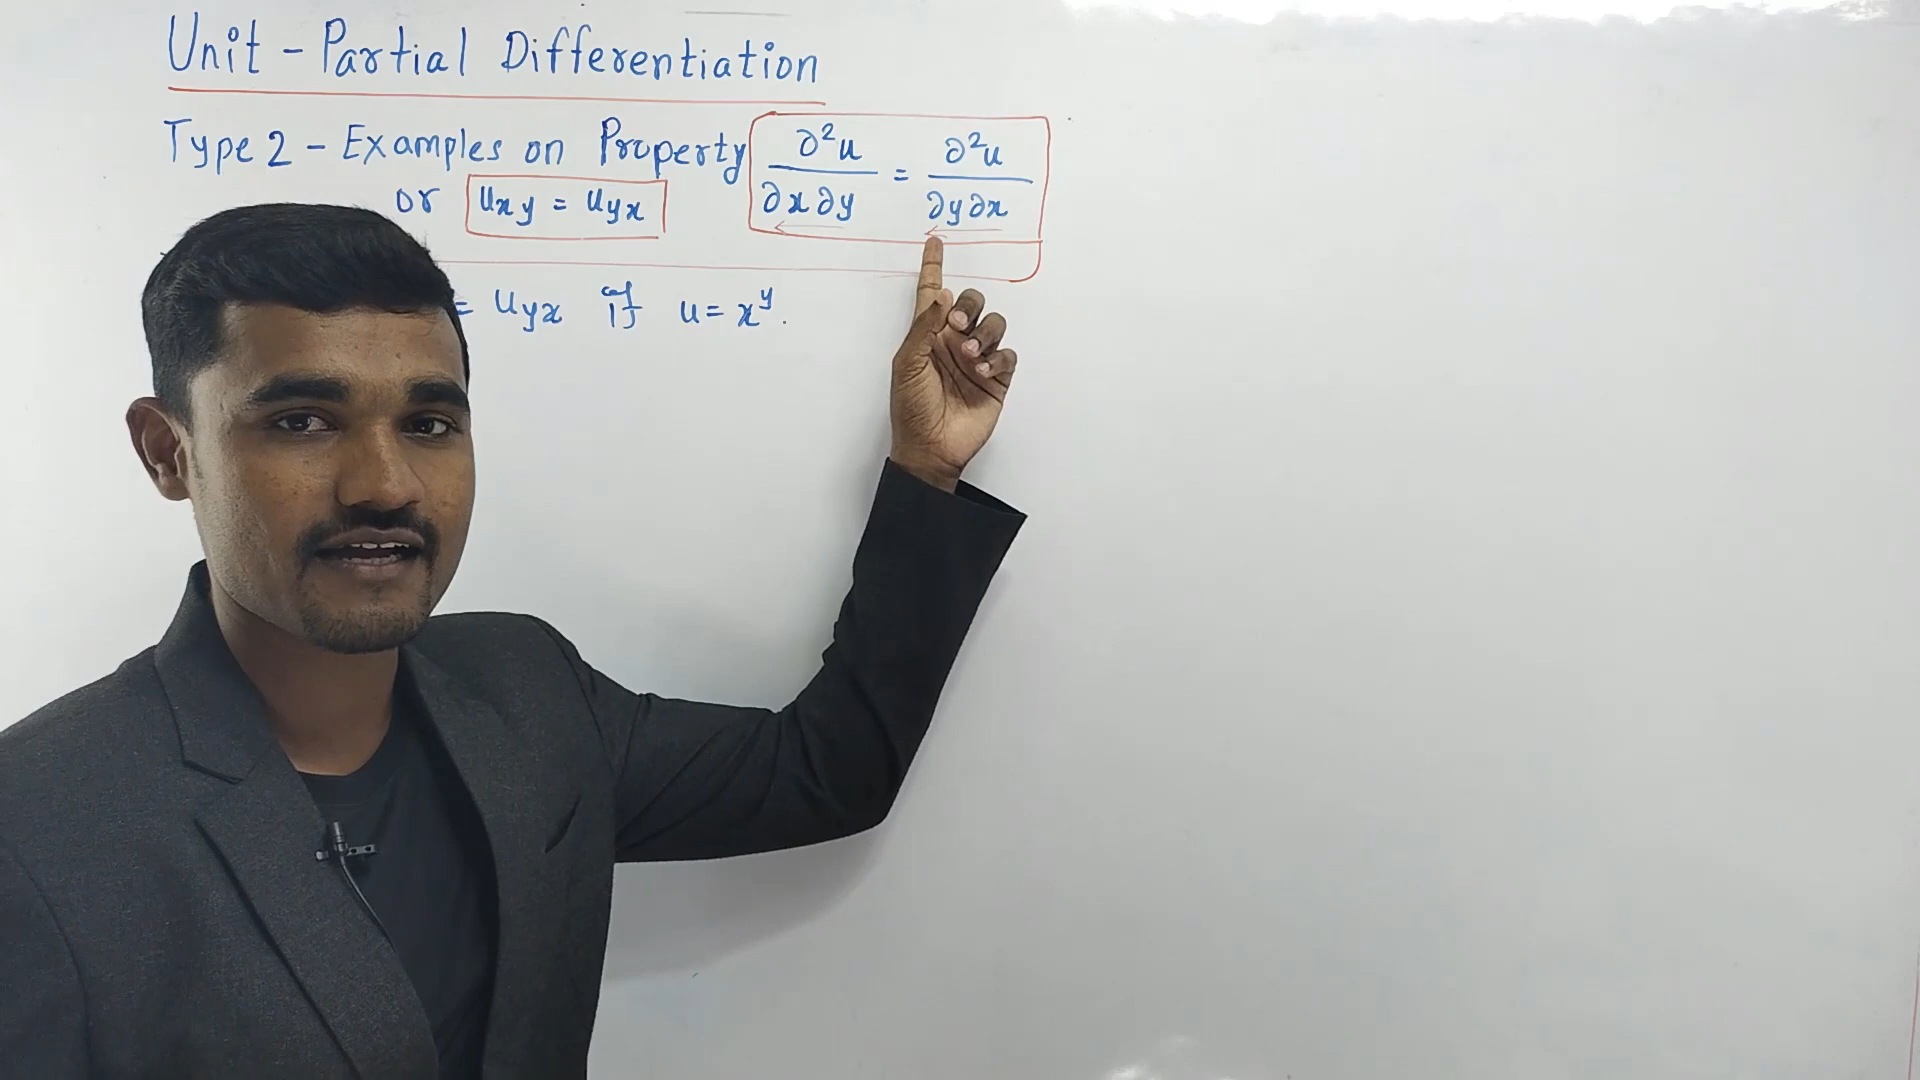 Unit - Partial Differentiation
Type 2 - Examples on Property ∂²u/∂x∂y = ∂²u/∂y∂x
or uxy = uyx
= uyx if u = x^y.